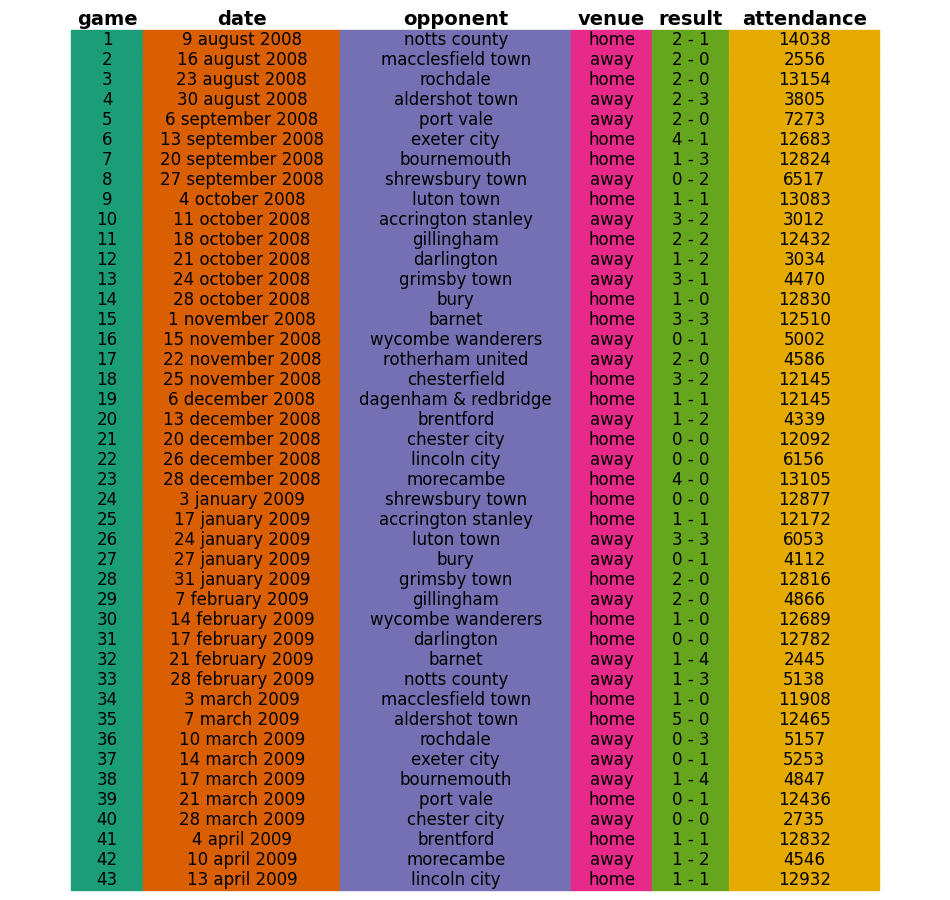 game date opponent venue result attendance
1 9 august 2008 notts county home 2 - 1 14038
2 16 august 2008 macclesfield town away 2 - 0 2556
3 23 august 2008 rochdale home 2 - 0 13154
4 30 august 2008 aldershot town away 2 - 3 3805
5 6 september 2008 port vale away 2 - 0 7273
6 13 september 2008 exeter city home 4 - 1 12683
7 20 september 2008 bournemouth home 1 - 3 12824
8 27 september 2008 shrewsbury town away 0 - 2 6517
9 4 october 2008 luton town home 1 - 1 13083
10 11 october 2008 accrington stanley away 3 - 2 3012
11 18 october 2008 gillingham home 2 - 2 12432
12 21 october 2008 darlington away 1 - 2 3034
13 24 october 2008 grimsby town away 3 - 1 4470
14 28 october 2008 bury home 1 - 0 12830
15 1 november 2008 barnet home 3 - 3 12510
16 15 november 2008 wycombe wanderers away 0 - 1 5002
17 22 november 2008 rotherham united away 2 - 0 4586
18 25 november 2008 chesterfield home 3 - 2 12145
19 6 december 2008 dagenham & redbridge home 1 - 1 12145
20 13 december 2008 brentford away 1 - 2 4339
21 20 december 2008 chester city home 0 - 0 12092
22 26 december 2008 lincoln city away 0 - 0 6156
23 28 december 2008 morecambe home 4 - 0 13105
24 3 january 2009 shrewsbury town home 0 - 0 12877
25 17 january 2009 accrington stanley home 1 - 1 12172
26 24 january 2009 luton town away 3 - 3 6053
27 27 january 2009 bury away 0 - 1 4112
28 31 january 2009 grimsby town home 2 - 0 12816
29 7 february 2009 gillingham away 2 - 0 4866
30 14 february 2009 wycombe wanderers home 1 - 0 12689
31 17 february 2009 darlington home 0 - 0 12782
32 21 february 2009 barnet away 1 - 4 2445
33 28 february 2009 notts county away 1 - 3 5138
34 3 march 2009 macclesfield town home 1 - 0 11908
35 7 march 2009 aldershot town home 5 - 0 12465
36 10 march 2009 rochdale away 0 - 3 5157
37 14 march 2009 exeter city away 0 - 1 5253
38 17 march 2009 bournemouth away 1 - 4 4847
39 21 march 2009 port vale home 0 - 1 12436
40 28 march 2009 chester city away 0 - 0 2735
41 4 april 2009 brentford home 1 - 1 12832
42 10 april 2009 morecambe away 1 - 2 4546
43 13 april 2009 lincoln city home 1 - 1 12932